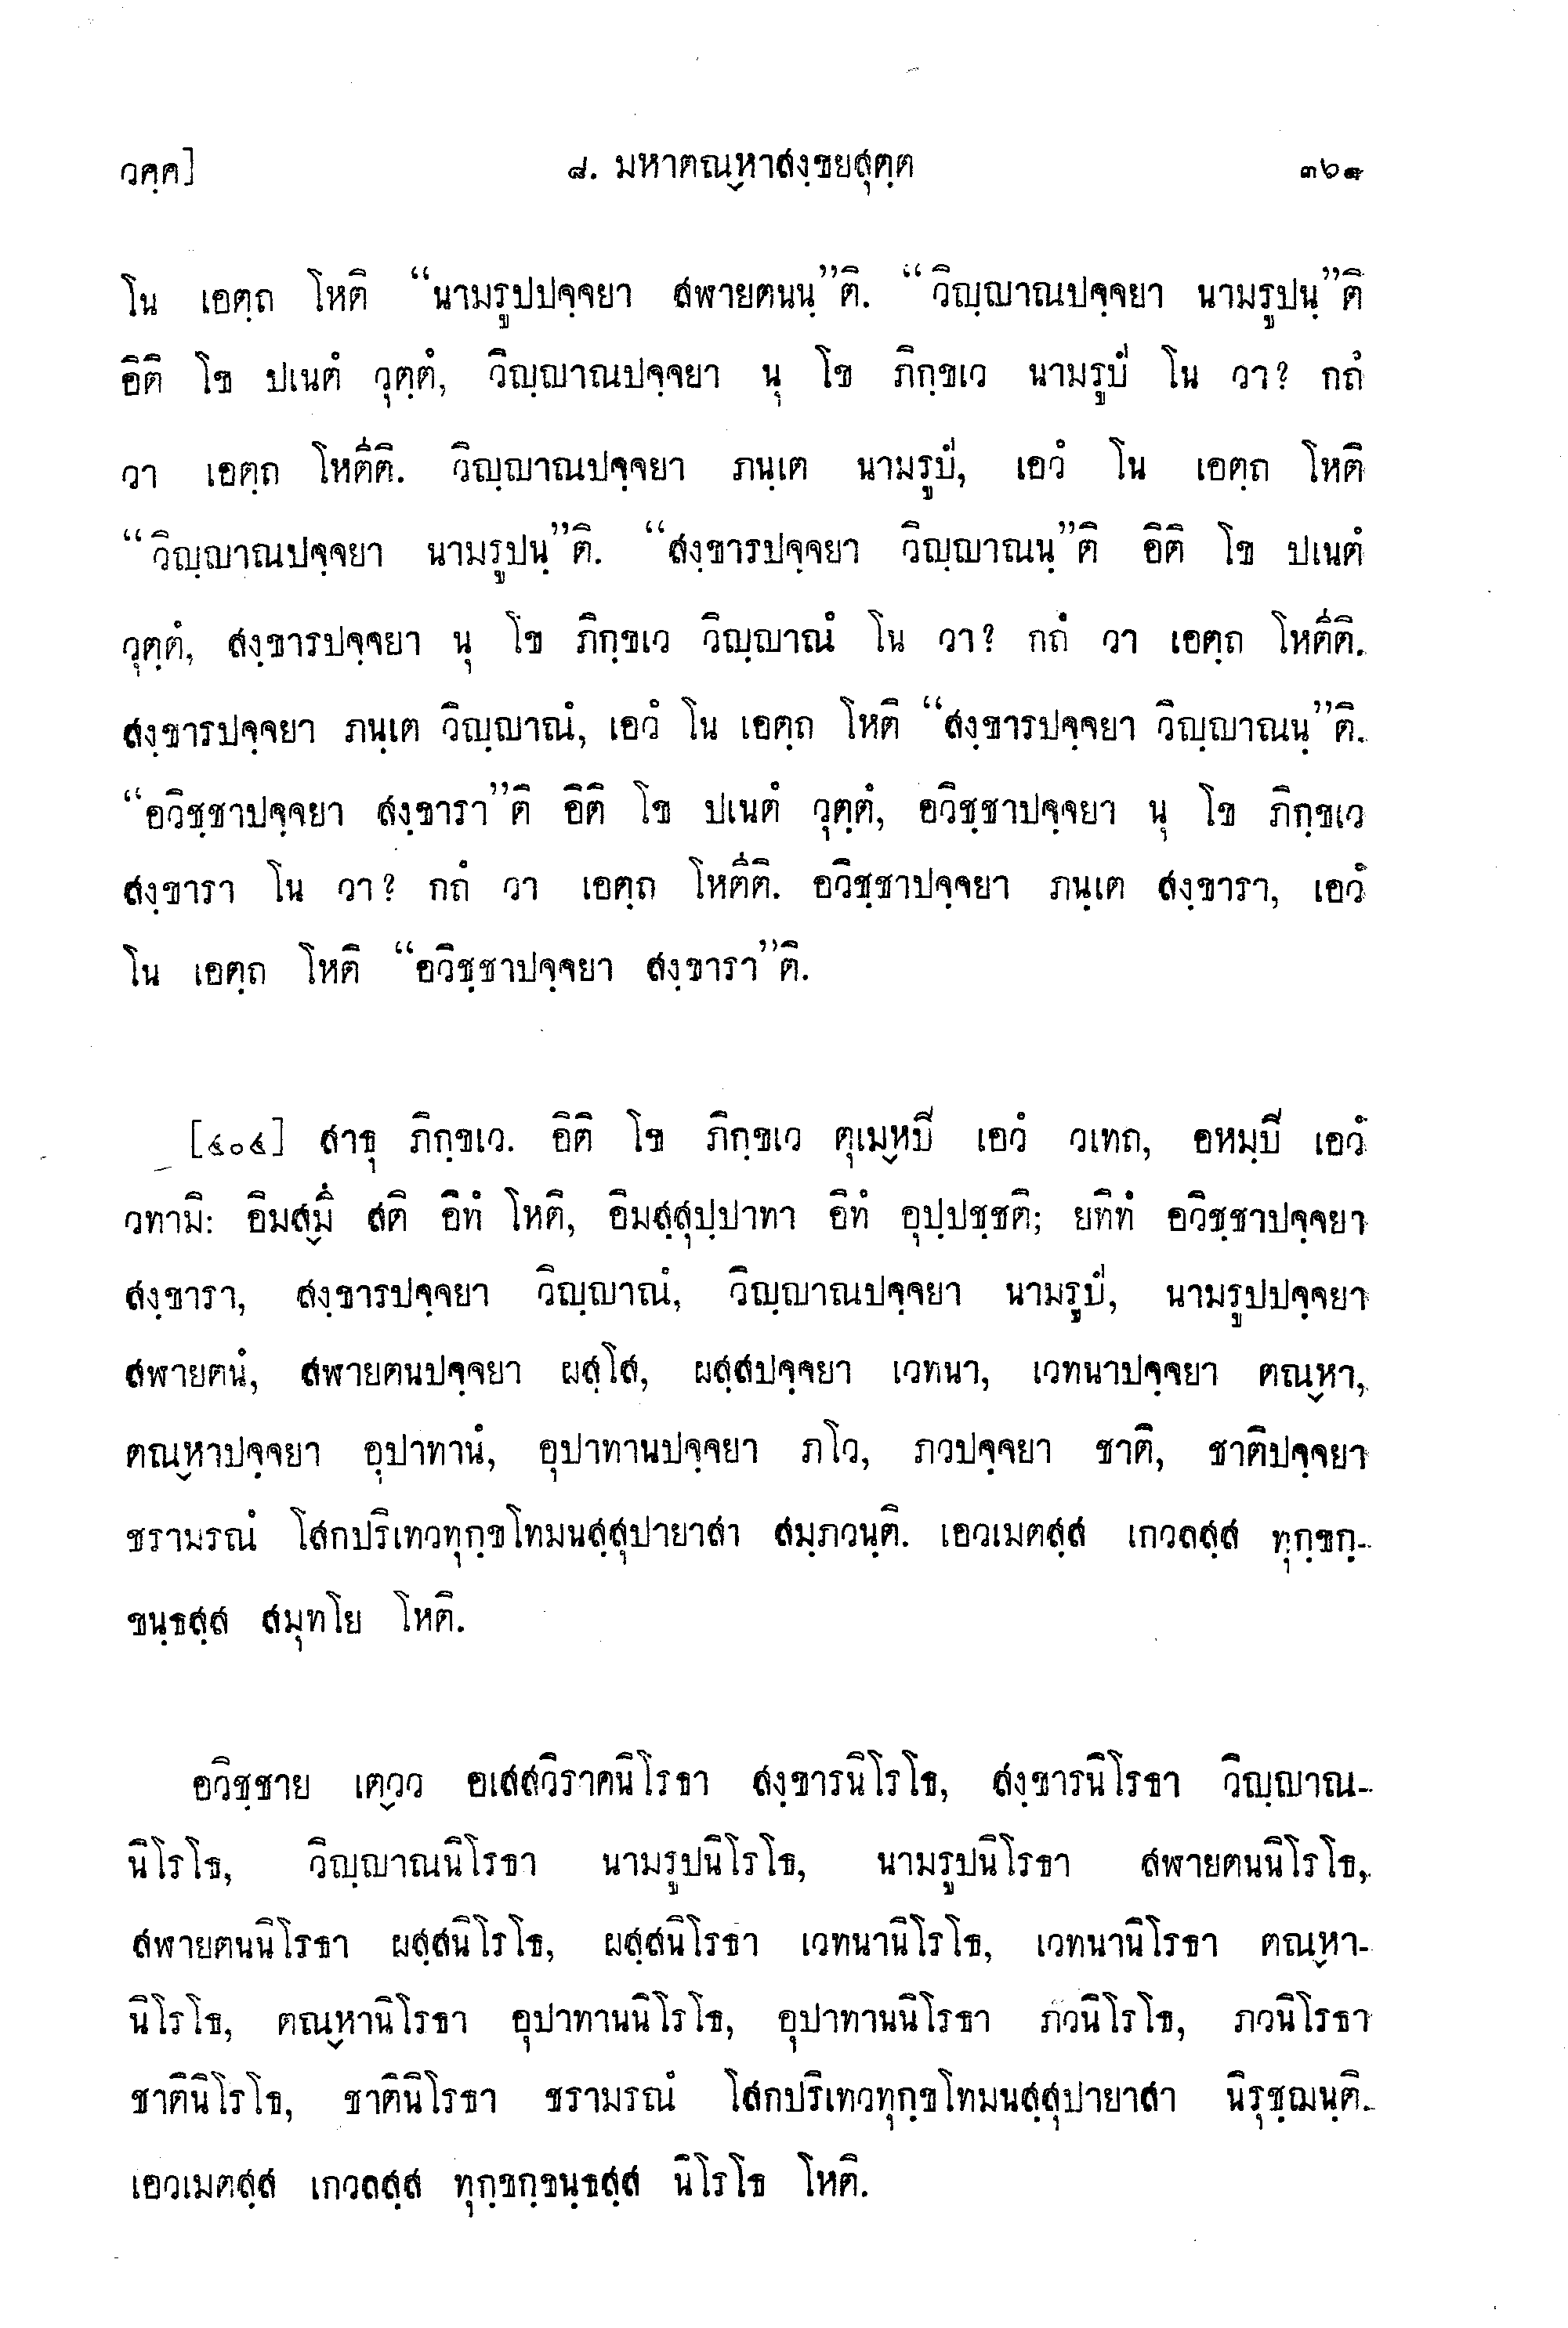 วคฺค]
๘. มหาตณฺหาสงฺขยสุตฺต
๓๖๑
โน เอตฺถ โหติ “นามรูปปจฺจยา สฬายตนนฺ”ติ. “วิญฺญาณปจฺจยา นามรูปนฺ”ติ
อิติ โข ปเนตํ วุตฺตํ, วิญฺญาณปจฺจยา นุ โข ภิกฺขเว นามรูปํ โน วา? กถํ
วา เอตฺถ โหตีติ. วิญฺญาณปจฺจยา ภนฺเต นามรูปํ, เอวํ โน เอตฺถ โหติ
“วิญฺญาณปจฺจยา นามรูปนฺ”ติ. “สงฺขารปจฺจยา วิญฺญาณนฺ”ติ อิติ โข ปเนตํ
วุตฺตํ, สงฺขารปจฺจยา นุ โข ภิกฺขเว วิญฺญาณํ โน วา? กถํ วา เอตฺถ โหตีติ.
สงฺขารปจฺจยา ภนฺเต วิญฺญาณํ, เอวํ โน เอตฺถ โหติ “สงฺขารปจฺจยา วิญฺญาณนฺ”ติ.
“อวิชฺชาปจฺจยา สงฺขารา”ติ อิติ โข ปเนตํ วุตฺตํ, อวิชฺชาปจฺจยา นุ โข ภิกฺขเว
สงฺขารา โน วา? กถํ วา เอตฺถ โหตีติ. อวิชฺชาปจฺจยา ภนฺเต สงฺขารา, เอวํ
โน เอตฺถ โหติ “อวิชฺชาปจฺจยา สงฺขารา”ติ.
[๔๐๔] สาธุ ภิกฺขเว. อิติ โข ภิกฺขเว ตุเมฺหปิ เอวํ วเทถ, อหมฺปิ เอวํ
วทามิ: อิมสฺมึ สติ อิทํ โหติ, อิมสฺสุปฺปาทา อิทํ อุปฺปชฺชติ; ยทิทํ อวิชฺชาปจฺจยา
สงฺขารา, สงฺขารปจฺจยา วิญฺญาณํ, วิญฺญาณปจฺจยา นามรูปํ, นามรูปปจฺจยา
สฬายตนํ, สฬายตนปจฺจยา ผสฺโส, ผสฺสปจฺจยา เวทนา, เวทนาปจฺจยา ตณฺหา,
ตณฺหาปจฺจยา อุปาทานํ, อุปาทานปจฺจยา ภโว, ภวปจฺจยา ชาติ, ชาติปจฺจยา
ชรามรณํ โสกปริเทวทุกฺขโทมนสฺสุปายาสา สมฺภวนฺติ. เอวเมตสฺส เกวลสฺส ทุกฺขกฺ-
ขนฺธสฺส สมุทโย โหติ.
อวิชฺชาย เตฺวว อเสสวิราคนิโรธา สงฺขารนิโรโธ, สงฺขารนิโรธา วิญฺญาณ-
นิโรโธ, วิญฺญาณนิโรธา นามรูปนิโรโธ, นามรูปนิโรธา สฬายตนนิโรโธ,
สฬายตนนิโรธา ผสฺสนิโรโธ, ผสฺสนิโรธา เวทนานิโรโธ, เวทนานิโรธา ตณฺหา-
นิโรโธ, ตณฺหานิโรธา อุปาทานนิโรโธ, อุปาทานนิโรธา ภวนิโรโธ, ภวนิโรธา
ชาตินิโรโธ, ชาตินิโรธา ชรามรณํ โสกปริเทวทุกฺขโทมนสฺสุปายาสา นิรุชฺฌนฺติ.
เอวเมตสฺส เกวลสฺส ทุกฺขกฺขนฺธสฺส นิโรโธ โหติ.